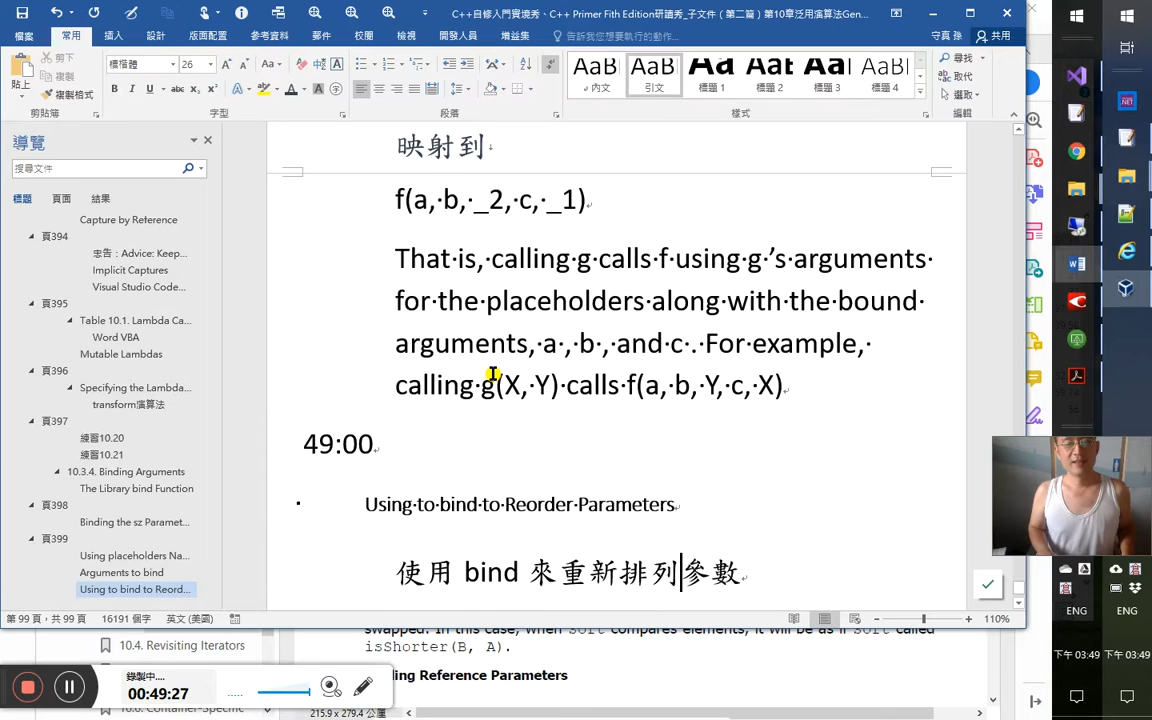 C++自修入門實境秀、C++ Primer Fith Edition研讀秀_子文件（第二篇）第10章泛用演算法Gen...
檔案 常用 插入 設計 版面配置 參考資料 郵件 校閱 檢視 開發人員 增益集 告訴我您想要執行的動作... 守真 孫 共用
剪下
複製
貼上 複製格式
標楷體 26
AaB AaBb AaB AaBb AaB AaBb
內文 引文 標題 1 標題 2 標題 3 標題 4
尋找
取代
選取
剪貼簿 字型 段落 樣式 編輯
導覽
搜尋文件
標題 頁面 結果
Capture by Reference
頁394
忠告：Advice: Keep...
Implicit Captures
Visual Studio Code...
頁395
Table 10.1. Lambda Ca...
Word VBA
Mutable Lambdas
頁396
Specifying the Lambda...
transform演算法
頁397
練習10.20
練習10.21
10.3.4. Binding Arguments
The Library bind Function
頁398
Binding the sz Paramet...
頁399
Using placeholders Na...
Arguments to bind
Using to bind to Reord...
映射到
f(a, b, _2, c, _1)
That is, calling g calls f using g 's arguments
for the placeholders along with the bound
arguments, a , b , and c . For example,
calling g(X, Y) calls f(a, b, Y, c, X)
49:00
Using to bind to Reorder Parameters
使用 bind 來重新排列參數
第 99 頁，共 99 頁 16191 個字 英文 (美國) 110%
swapped. In this case, when sort compares elements, it will be as if sort called
isShorter(B, A).
10.4. Revisiting Iterators
ding Reference Parameters
錄製中....
00:49:27
10.6. Container-Specific
215.9 x 279.4 公厘
ENG ENG
下午 03:49 下午 03:49